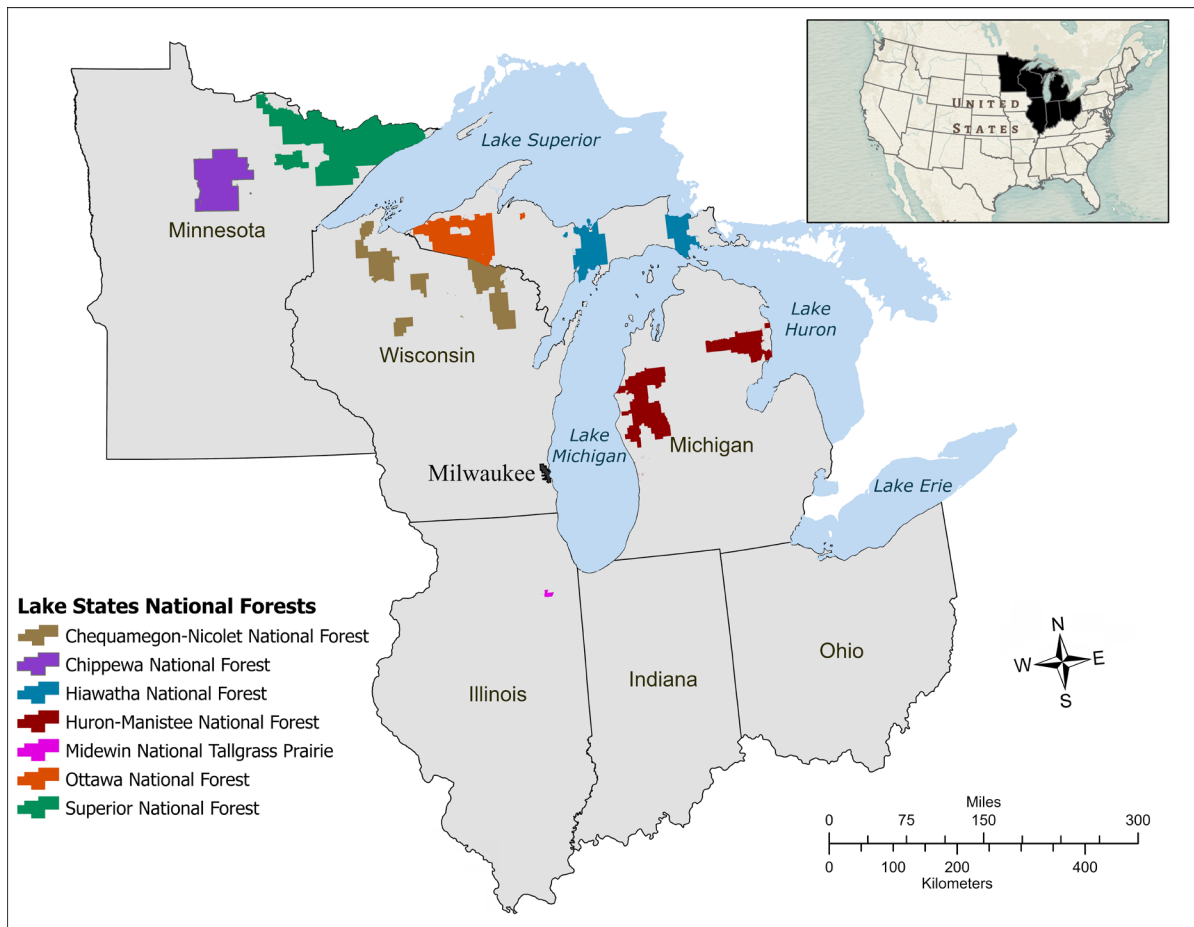 UNITED
STATES
Lake Superior
Minnesota
Lake
Huron
Wisconsin
Lake
Michigan
Michigan
Milwaukee
Lake Erie
Lake States National Forests
Chequamegon-Nicolet National Forest
Chippewa National Forest
Hiawatha National Forest
Huron-Manistee National Forest
Midewin National Tallgrass Prairie
Ottawa National Forest
Superior National Forest
Illinois
Indiana
Ohio
N
W E
S
Miles
0 75 150 300
0 100 200 400
Kilometers